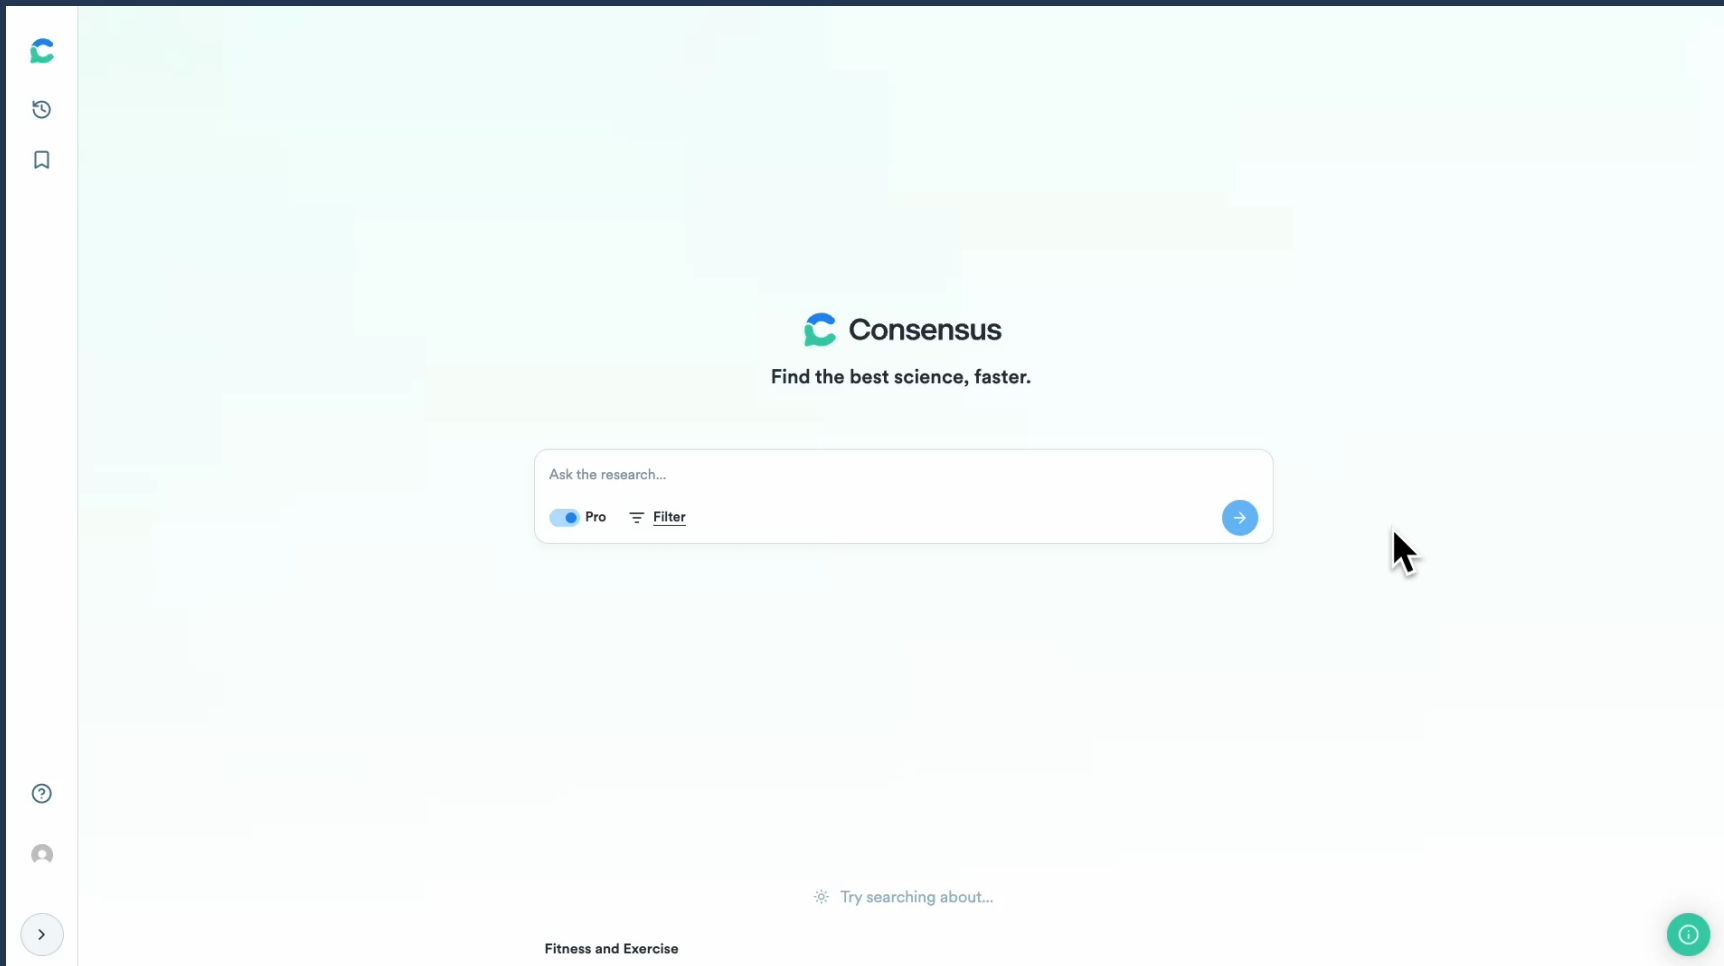 Consensus
Find the best science, faster.
Ask the research...
Pro Filter
Try searching about...
Fitness and Exercise